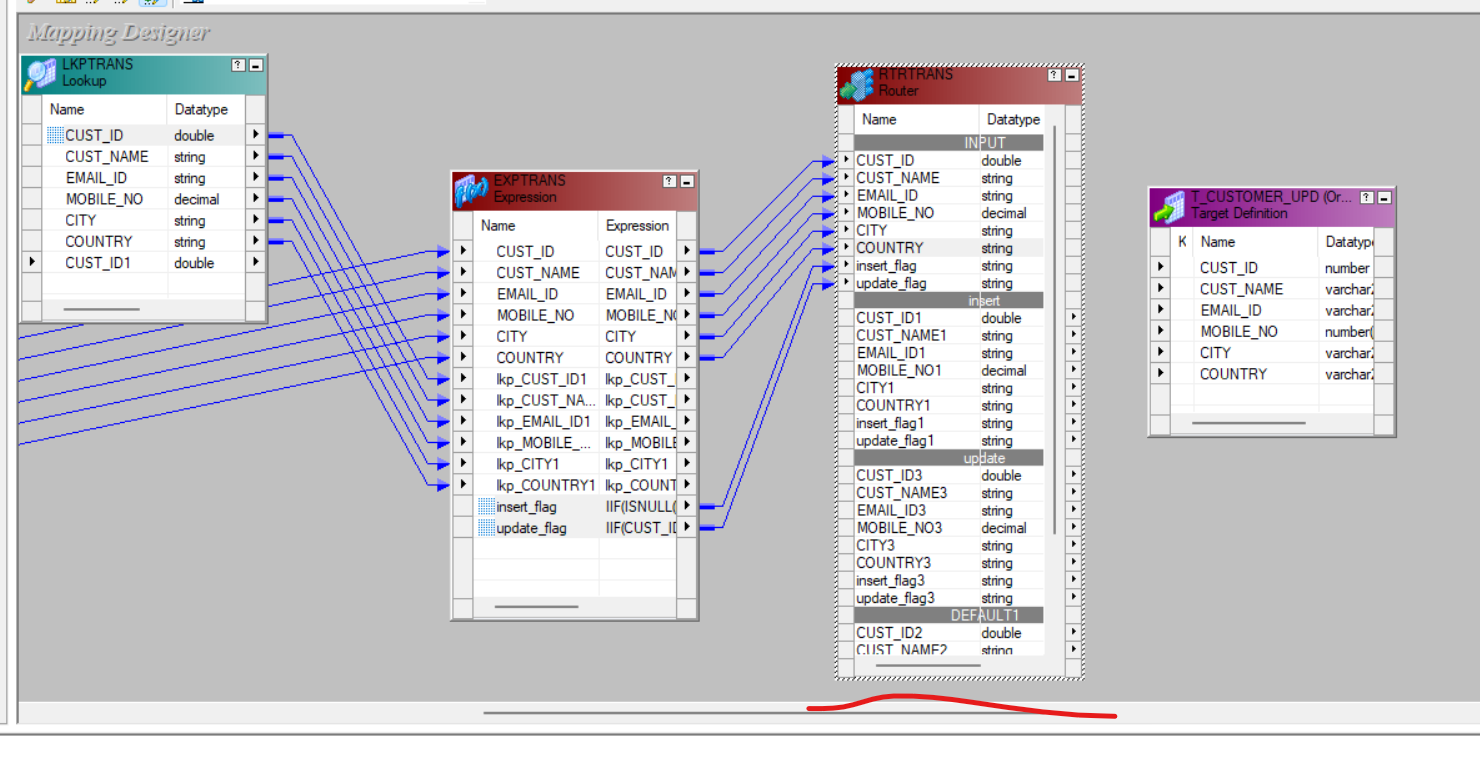 Mapping Designer
LKPTRANS
Lookup
Name Datatype
CUST_ID double
CUST_NAME string
EMAIL_ID string
MOBILE_NO decimal
CITY string
COUNTRY string
CUST_ID1 double
EXPTRANS
Expression
Name Expression
CUST_ID CUST_ID
CUST_NAME CUST_NAM
EMAIL_ID EMAIL_ID
MOBILE_NO MOBILE_N
CITY CITY
COUNTRY COUNTRY
lkp_CUST_ID1 lkp_CUST_
lkp_CUST_NA... lkp_CUST_
lkp_EMAIL_ID1 lkp_EMAIL_
lkp_MOBILE_... lkp_MOBILE
lkp_CITY1 lkp_CITY1
lkp_COUNTRY1 lkp_COUNT
insert_flag IIF(ISNULL(
update_flag IIF(CUST_ID
RTRTRANS
Router
Name Datatype
INPUT
CUST_ID double
CUST_NAME string
EMAIL_ID string
MOBILE_NO decimal
CITY string
COUNTRY string
insert_flag string
update_flag string
insert
CUST_ID1 double
CUST_NAME1 string
EMAIL_ID1 string
MOBILE_NO1 decimal
CITY1 string
COUNTRY1 string
insert_flag1 string
update_flag1 string
update
CUST_ID3 double
CUST_NAME3 string
EMAIL_ID3 string
MOBILE_NO3 decimal
CITY3 string
COUNTRY3 string
insert_flag3 string
update_flag3 string
DEFAULT1
CUST_ID2 double
CUST_NAME2 string
T_CUSTOMER_UPD (Or...
Target Definition
K Name Datatyp
CUST_ID number
CUST_NAME varchar
EMAIL_ID varchar
MOBILE_NO number(
CITY varchar
COUNTRY varchar